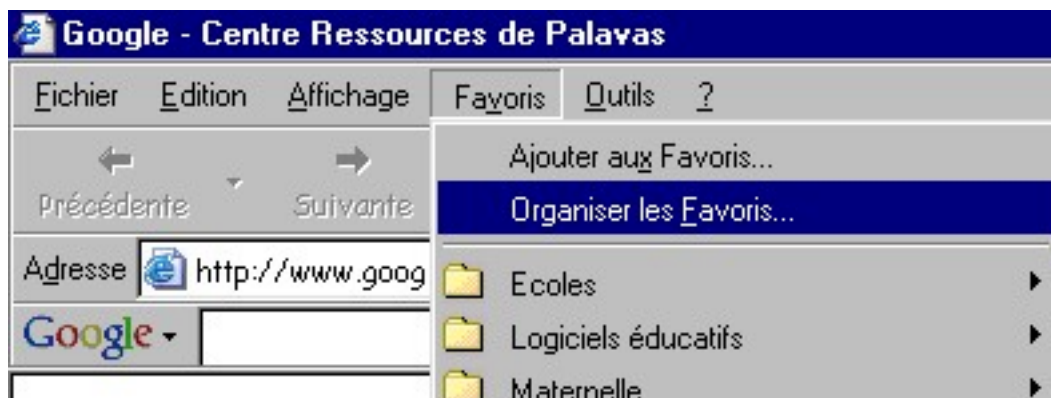 Google - Centre Ressources de Palavas
Fichier Edition Affichage Favoris Outils ?
Précédente Suivante
Adresse http://www.goog
Google
Ajouter aux Favoris...
Organiser les Favoris...
Ecoles
Logiciels éducatifs
Maternelle